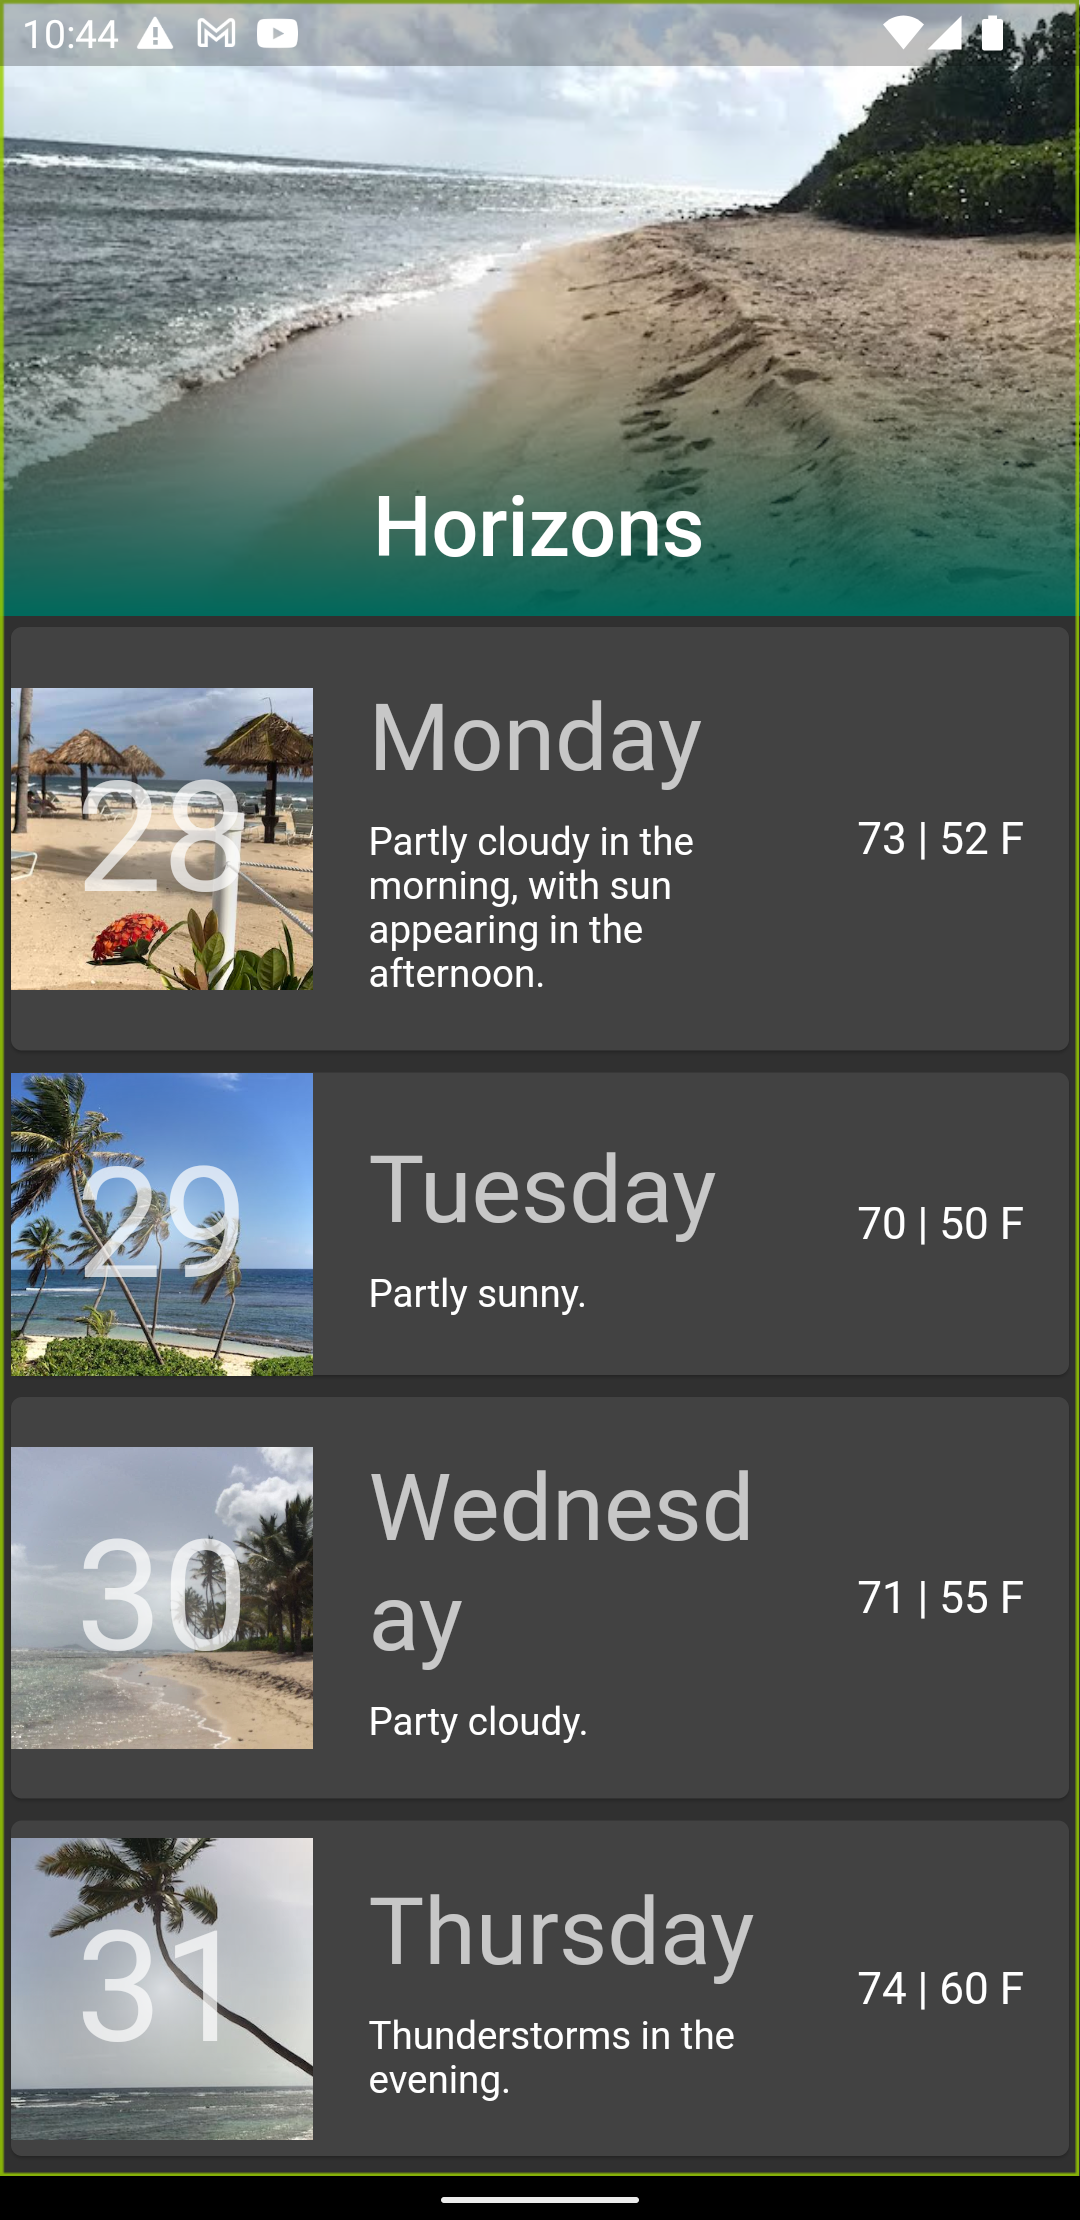 10:44
Horizons
28
Monday
Partly cloudy in the
morning, with sun
appearing in the
afternoon.
73 | 52 F
29
Tuesday
Partly sunny.
70 | 50 F
30
Wednesd
ay
Party cloudy.
71 | 55 F
31
Thursday
Thunderstorms in the
evening.
74 | 60 F